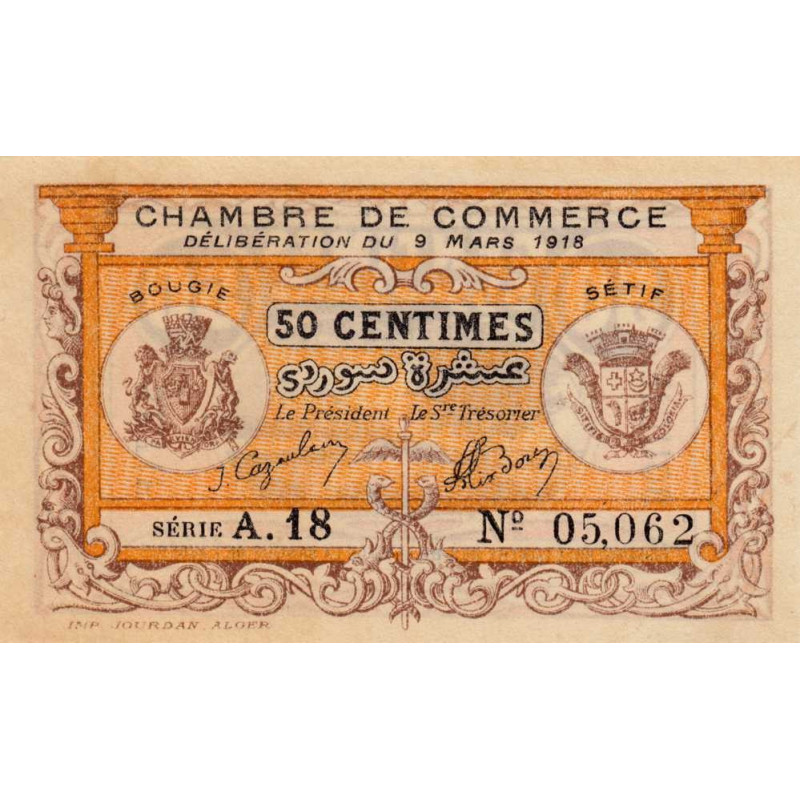 CHAMBRE DE COMMERCE
DÉLIBÉRATION DU 9 MARS 1918
BOUGIE
SÉTIF
50 CENTIMES
عشرة سوردي
Le Président Le Sre Trésorier
J. Cazaubon
SÉRIE A.18 No 05,062
IMP. JOURDAN. ALGER